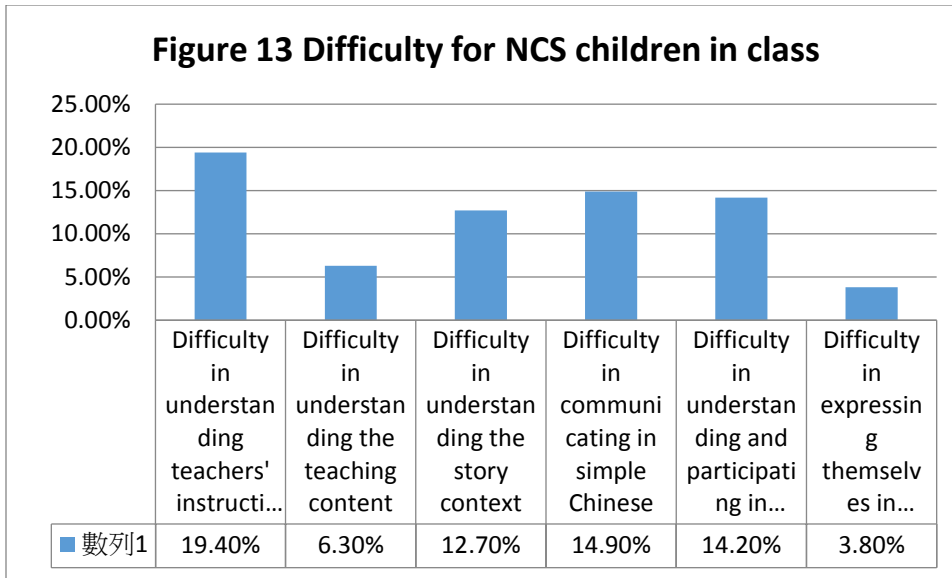 Figure 13 Difficulty for NCS children in class
25.00%
20.00%
15.00%
10.00%
5.00%
0.00%
Difficulty
in
understan
ding
teachers'
instructi...
Difficulty
in
understan
ding the
teaching
content
Difficulty
in
understan
ding the
story
context
Difficulty
in
communi
cating in
simple
Chinese
Difficulty
in
understan
ding and
participati
ng in...
Difficulty
in
expressin
g
themselv
es in...
數列1 19.40% 6.30% 12.70% 14.90% 14.20% 3.80%